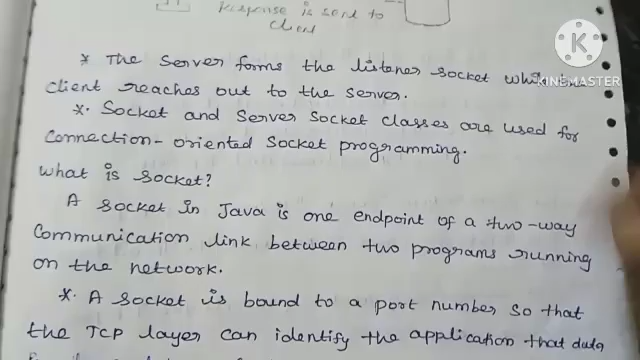 Response is sent to
client
* The server forms the listener socket while the
client reaches out to the server.
*. Socket and Server Socket classes are used for
Connection-oriented socket programming.
What is socket?
A socket in Java is one endpoint of a two-way
Communication link between two programs running
on the network.
*. A socket is bound to a port number so that
the TCP layer can identify the application that data
K
KINEMASTER